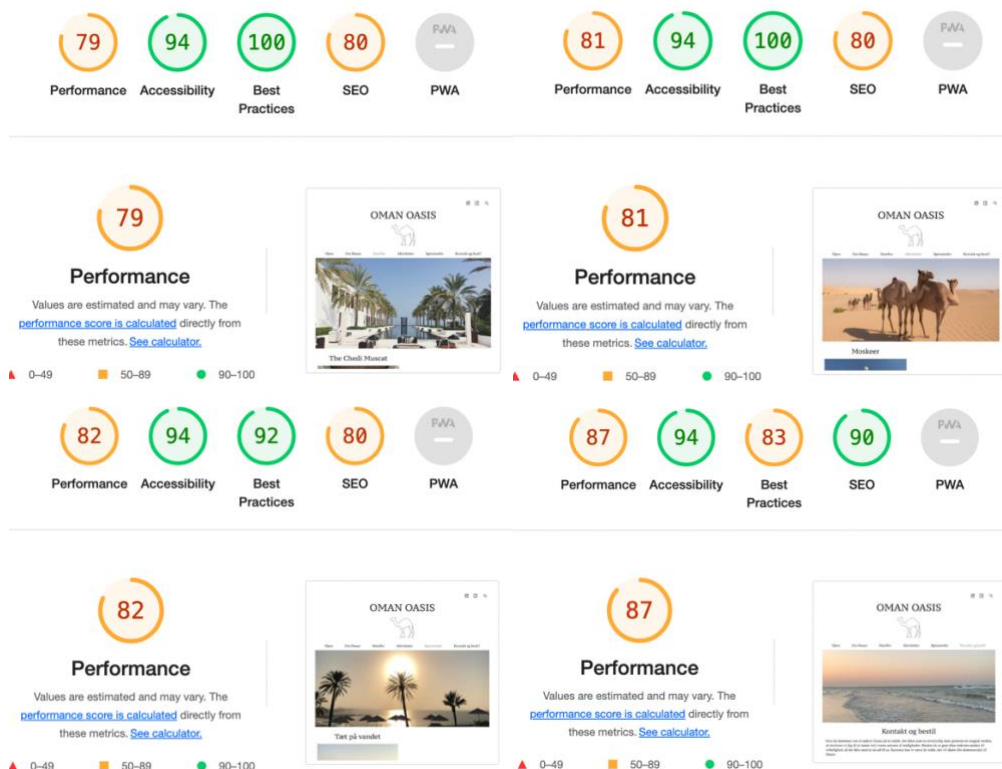 79 94 100 80 PWA
Performance Accessibility Best Practices SEO PWA
79
Performance
Values are estimated and may vary. The
performance score is calculated directly from
these metrics. See calculator.
0–49 50–89 90–100
OMAN OASIS
The Chedi Muscat
81 94 100 80 PWA
Performance Accessibility Best Practices SEO PWA
81
Performance
Values are estimated and may vary. The
performance score is calculated directly from
these metrics. See calculator.
0–49 50–89 90–100
OMAN OASIS
Moskeer
82 94 92 80 PWA
Performance Accessibility Best Practices SEO PWA
82
Performance
Values are estimated and may vary. The
performance score is calculated directly from
these metrics. See calculator.
0–49 50–89 90–100
OMAN OASIS
Tæt på vandet
87 94 83 90 PWA
Performance Accessibility Best Practices SEO PWA
87
Performance
Values are estimated and may vary. The
performance score is calculated directly from
these metrics. See calculator.
0–49 50–89 90–100
OMAN OASIS
Kontakt og bestil